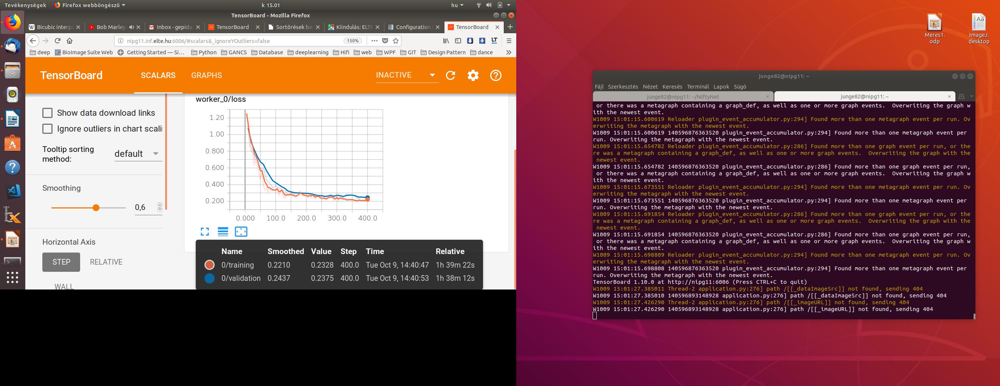 Tevékenységek Firefox webböngésző k 15.01 hu
TensorBoard - Mozilla Firefox
Bicubic interpo Bob Marley Inbox - gepida TensorBoard Sortörések be Kiindulás: ELTE Configuration TensorBoard
nipg11.inf.elte.hu:6006/#scalars&_ignoreYOutliers=false 150%
deep BioImage Suite Web Getting Started — Si... Python GANCS Database deeplearning Hifi web WPF GIT Design Pattern dance
TensorBoard SCALARS GRAPHS INACTIVE
Show data download links
Ignore outliers in chart scali
Tooltip sorting
method:
default
Smoothing
0,6
Horizontal Axis
STEP RELATIVE
WALL
worker_0/loss
1.20
1.00
0.800
0.600
0.400
0.200
0.000 100.0 200.0 300.0 400.0
Name Smoothed Value Step Time Relative
0/training 0.2210 0.2328 400.0 Tue Oct 9, 14:40:47 1h 39m 22s
0/validation 0.2437 0.2375 400.0 Tue Oct 9, 14:40:53 1h 38m 12s
Meres1.
odp
ImageJ.
desktop
junge82@nipg11: ~
Fájl Szerkesztés Nézet Keresés Terminál Lapok Súgó
junge82@nipg11: ~/NiftyNet junge82@nipg11: ~
or there was a metagraph containing a graph_def, as well as one or more graph events.  Overwriting the graph w
ith the newest event.
W1009 15:01:15.600619 Reloader plugin_event_accumulator.py:294] Found more than one metagraph event per run. Ov
erwriting the metagraph with the newest event.
W1009 15:01:15.600619 140596876363520 plugin_event_accumulator.py:294] Found more than one metagraph event per
run. Overwriting the metagraph with the newest event.
W1009 15:01:15.654782 Reloader plugin_event_accumulator.py:286] Found more than one graph event per run, or the
re was a metagraph containing a graph_def, as well as one or more graph events.  Overwriting the graph with the
newest event.
W1009 15:01:15.654782 140596876363520 plugin_event_accumulator.py:286] Found more than one graph event per run,
or there was a metagraph containing a graph_def, as well as one or more graph events.  Overwriting the graph w
ith the newest event.
W1009 15:01:15.673551 Reloader plugin_event_accumulator.py:294] Found more than one metagraph event per run. Ov
erwriting the metagraph with the newest event.
W1009 15:01:15.673551 140596876363520 plugin_event_accumulator.py:294] Found more than one metagraph event per
run. Overwriting the metagraph with the newest event.
W1009 15:01:15.691854 Reloader plugin_event_accumulator.py:286] Found more than one graph event per run, or the
re was a metagraph containing a graph_def, as well as one or more graph events.  Overwriting the graph with the
newest event.
W1009 15:01:15.691854 140596876363520 plugin_event_accumulator.py:286] Found more than one graph event per run,
or there was a metagraph containing a graph_def, as well as one or more graph events.  Overwriting the graph w
ith the newest event.
W1009 15:01:15.698809 Reloader plugin_event_accumulator.py:294] Found more than one metagraph event per run. Ov
erwriting the metagraph with the newest event.
W1009 15:01:15.698808 140596876363520 plugin_event_accumulator.py:294] Found more than one metagraph event per
run. Overwriting the metagraph with the newest event.
TensorBoard 1.10.0 at http://nipg11:6006 (Press CTRL+C to quit)
W1009 15:01:27.385011 Thread-2 application.py:276] path /[[_dataImageSrc]] not found, sending 404
W1009 15:01:27.385010 140596893148928 application.py:276] path /[[_dataImageSrc]] not found, sending 404
W1009 15:01:27.426290 Thread-2 application.py:276] path /[[_imageURL]] not found, sending 404
W1009 15:01:27.426290 140596893148928 application.py:276] path /[[_imageURL]] not found, sending 404